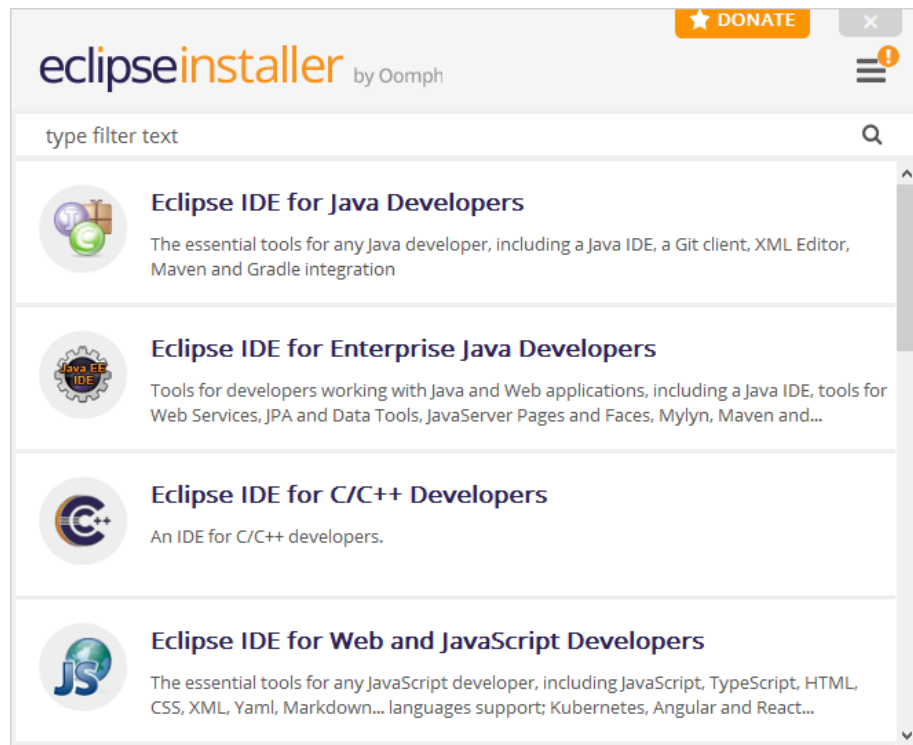 DONATE
eclipseinstaller by Oomph
type filter text
Eclipse IDE for Java Developers
The essential tools for any Java developer, including a Java IDE, a Git client, XML Editor,
Maven and Gradle integration
Java EE
IDE
Eclipse IDE for Enterprise Java Developers
Tools for developers working with Java and Web applications, including a Java IDE, tools for
Web Services, JPA and Data Tools, JavaServer Pages and Faces, Mylyn, Maven and...
C++
Eclipse IDE for C/C++ Developers
An IDE for C/C++ developers.
JS
Eclipse IDE for Web and JavaScript Developers
The essential tools for any JavaScript developer, including JavaScript, TypeScript, HTML,
CSS, XML, Yaml, Markdown... languages support; Kubernetes, Angular and React...